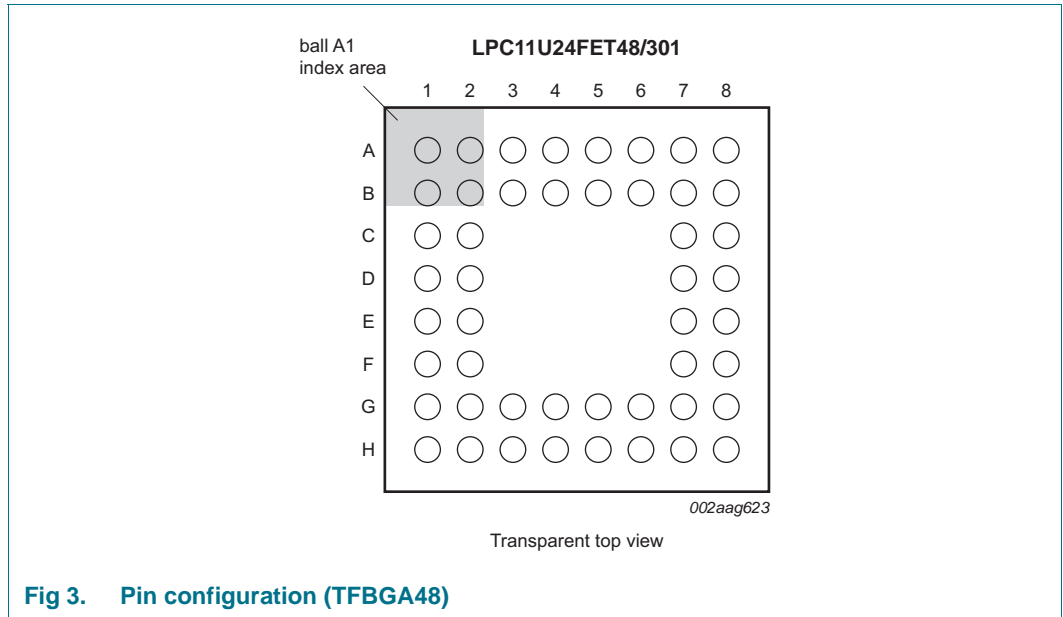 ball A1
index area
LPC11U24FET48/301
1 2 3 4 5 6 7 8
A
B
C
D
E
F
G
H
002aag623
Transparent top view
Fig 3. Pin configuration (TFBGA48)